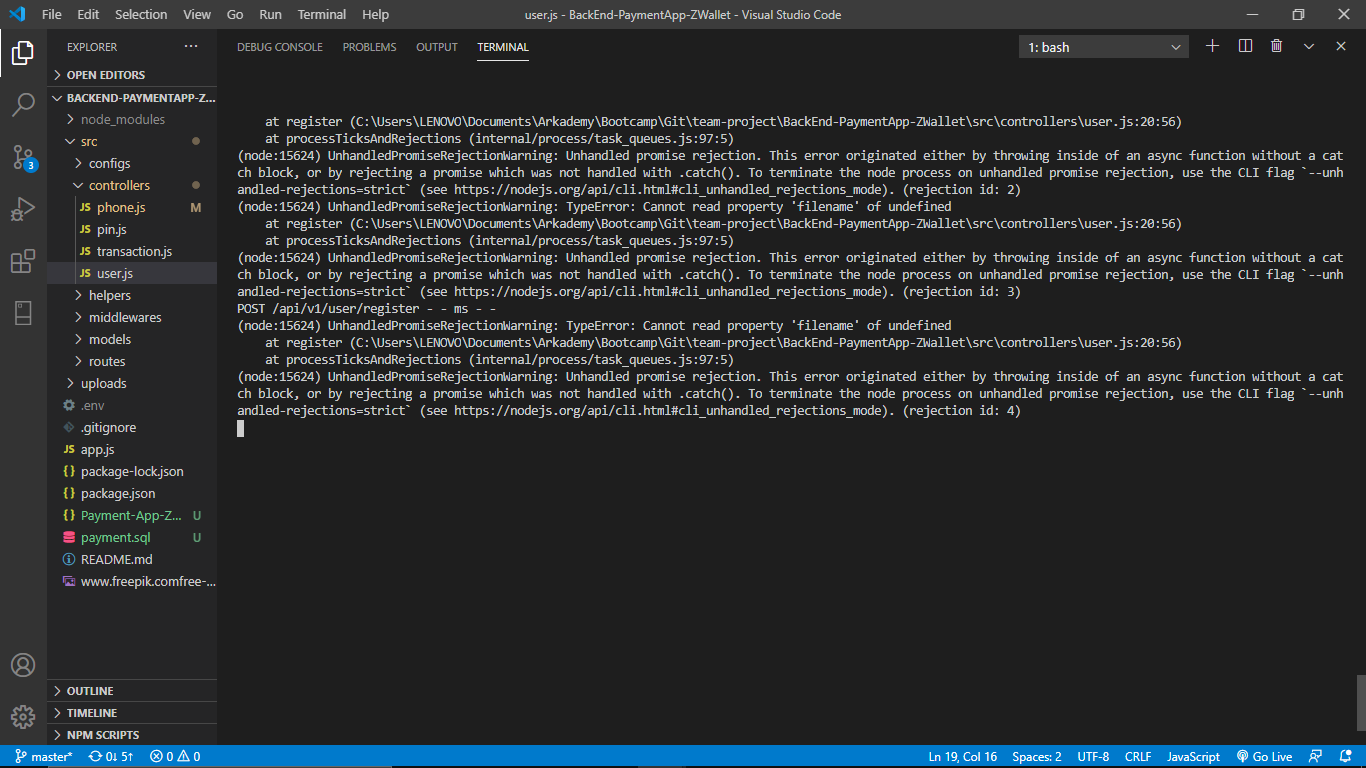 File Edit Selection View Go Run Terminal Help
user.js - BackEnd-PaymentApp-ZWallet - Visual Studio Code
EXPLORER ···
OPEN EDITORS
BACKEND-PAYMENTAPP-Z...
node_modules
src
configs
controllers
JS phone.js M
JS pin.js
JS transaction.js
JS user.js
helpers
middlewares
models
routes
uploads
.env
.gitignore
JS app.js
{} package-lock.json
{} package.json
{} Payment-App-Z... U
payment.sql U
README.md
www.freepik.comfree-...
OUTLINE
TIMELINE
NPM SCRIPTS
3
DEBUG CONSOLE PROBLEMS OUTPUT TERMINAL
1: bash
at register (C:\Users\LENOVO\Documents\Arkademy\Bootcamp\Git\team-project\BackEnd-PaymentApp-ZWallet\src\controllers\user.js:20:56)
at processTicksAndRejections (internal/process/task_queues.js:97:5)
(node:15624) UnhandledPromiseRejectionWarning: Unhandled promise rejection. This error originated either by throwing inside of an async function without a cat
ch block, or by rejecting a promise which was not handled with .catch(). To terminate the node process on unhandled promise rejection, use the CLI flag `--unh
andled-rejections=strict` (see https://nodejs.org/api/cli.html#cli_unhandled_rejections_mode). (rejection id: 2)
(node:15624) UnhandledPromiseRejectionWarning: TypeError: Cannot read property 'filename' of undefined
at register (C:\Users\LENOVO\Documents\Arkademy\Bootcamp\Git\team-project\BackEnd-PaymentApp-ZWallet\src\controllers\user.js:20:56)
at processTicksAndRejections (internal/process/task_queues.js:97:5)
(node:15624) UnhandledPromiseRejectionWarning: Unhandled promise rejection. This error originated either by throwing inside of an async function without a cat
ch block, or by rejecting a promise which was not handled with .catch(). To terminate the node process on unhandled promise rejection, use the CLI flag `--unh
andled-rejections=strict` (see https://nodejs.org/api/cli.html#cli_unhandled_rejections_mode). (rejection id: 3)
POST /api/v1/user/register - - ms - -
(node:15624) UnhandledPromiseRejectionWarning: TypeError: Cannot read property 'filename' of undefined
at register (C:\Users\LENOVO\Documents\Arkademy\Bootcamp\Git\team-project\BackEnd-PaymentApp-ZWallet\src\controllers\user.js:20:56)
at processTicksAndRejections (internal/process/task_queues.js:97:5)
(node:15624) UnhandledPromiseRejectionWarning: Unhandled promise rejection. This error originated either by throwing inside of an async function without a cat
ch block, or by rejecting a promise which was not handled with .catch(). To terminate the node process on unhandled promise rejection, use the CLI flag `--unh
andled-rejections=strict` (see https://nodejs.org/api/cli.html#cli_unhandled_rejections_mode). (rejection id: 4)
master* 0↓ 5↑ 0 0
Ln 19, Col 16 Spaces: 2 UTF-8 CRLF JavaScript Go Live